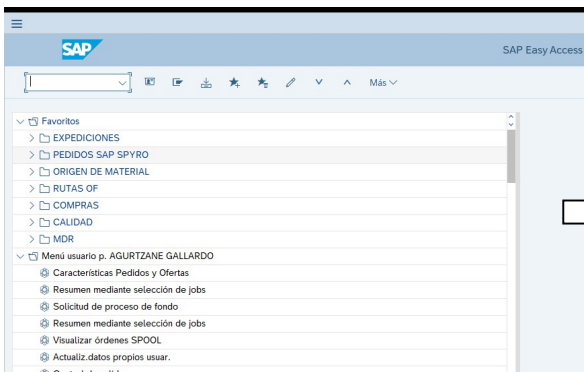 SAP
SAP Easy Access
Más
Favoritos
EXPEDICIONES
PEDIDOS SAP SPYRO
ORIGEN DE MATERIAL
RUTAS OF
COMPRAS
CALIDAD
MDR
Menú usuario p. AGURTZANE GALLARDO
Características Pedidos y Ofertas
Resumen mediante selección de jobs
Solicitud de proceso de fondo
Resumen mediante selección de jobs
Visualizar órdenes SPOOL
Actualiz.datos propios usuar.